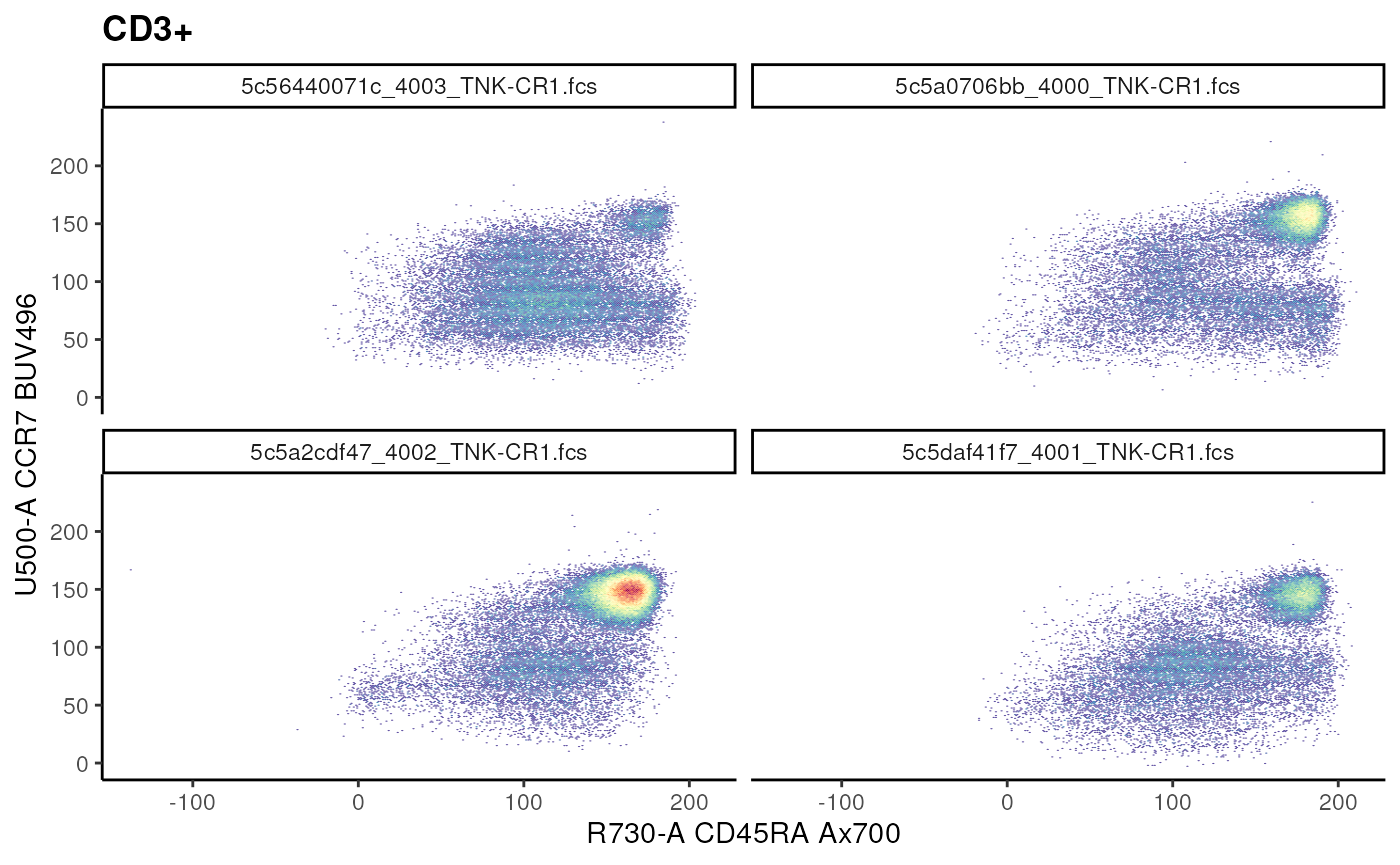 CD3+
5c56440071c_4003_TNK-CR1.fcs
5c5a0706bb_4000_TNK-CR1.fcs
200
150
100
50
0
5c5a2cdf47_4002_TNK-CR1.fcs
5c5daf41f7_4001_TNK-CR1.fcs
200
150
100
50
0
U500-A CCR7 BUV496
-100
0
100
200
-100
0
100
200
R730-A CD45RA Ax700